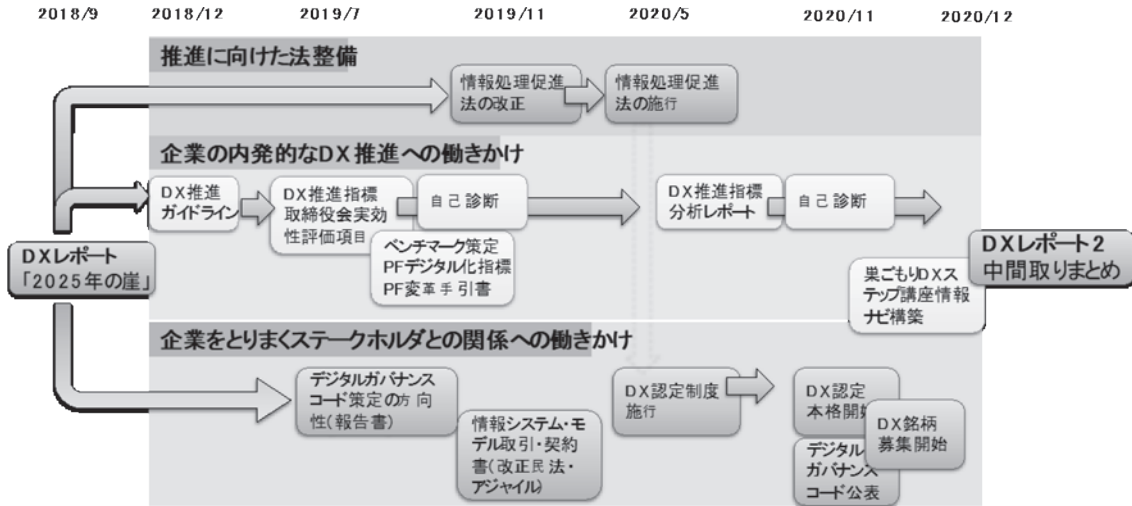 2018/9
2018/12
2019/7
2019/11
2020/5
2020/11
2020/12
推進に向けた法整備
情報処理促進
法の改正
情報処理促進
法の施行
企業の内発的なDX推進への働きかけ
DX推進
ガイドライン
DX推進指標
取締役会実効
性評価項目
自己診断
ベンチマーク策定
PFデジタル化指標
PF変革手引書
DX推進指標
分析レポート
自己診断
巣ごもりDXス
テップ講座情報
ナビ構築
DXレポート
「2025年の崖」
DXレポート2
中間取りまとめ
企業をとりまくステークホルダとの関係への働きかけ
デジタルガバナンス
コード策定の方向
性(報告書)
情報システム・モ
デル取引・契約
書(改正民法・
アジャイル)
DX認定制度
施行
DX認定
本格開始
DX銘柄
募集開始
デジタル
ガバナンス
コード公表